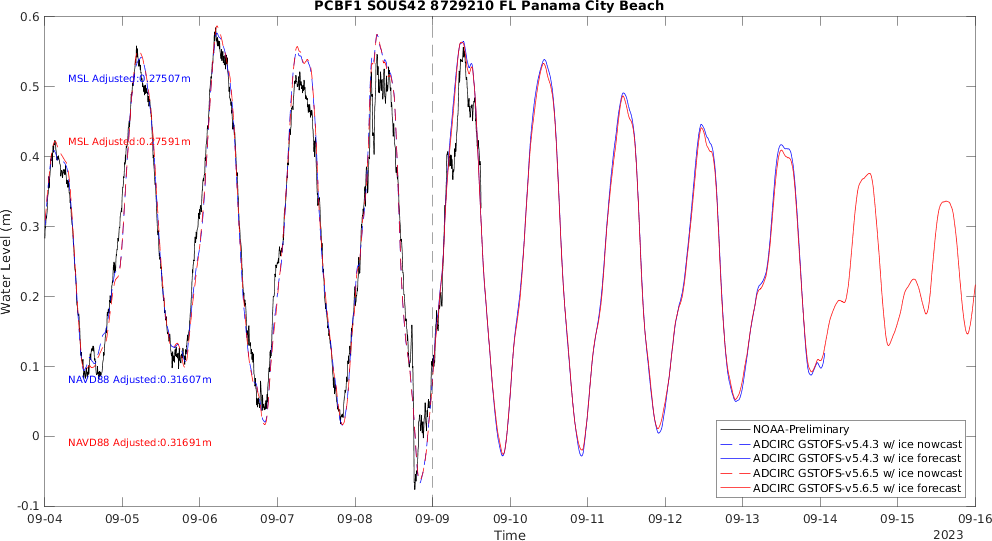 PCBF1 SOUS42 8729210 FL Panama City Beach
Water Level (m)
0.6
0.5
0.4
0.3
0.2
0.1
0
-0.1
MSL Adjusted:0.27507m
MSL Adjusted:0.27591m
NAVD88 Adjusted:0.31607m
NAVD88 Adjusted:0.31691m
NOAA-Preliminary
ADCIRC GSTOFS-v5.4.3 w/ ice nowcast
ADCIRC GSTOFS-v5.4.3 w/ ice forecast
ADCIRC GSTOFS-v5.6.5 w/ ice nowcast
ADCIRC GSTOFS-v5.6.5 w/ ice forecast
09-04 09-05 09-06 09-07 09-08 09-09 09-10 09-11 09-12 09-13 09-14 09-15 09-16
Time
2023